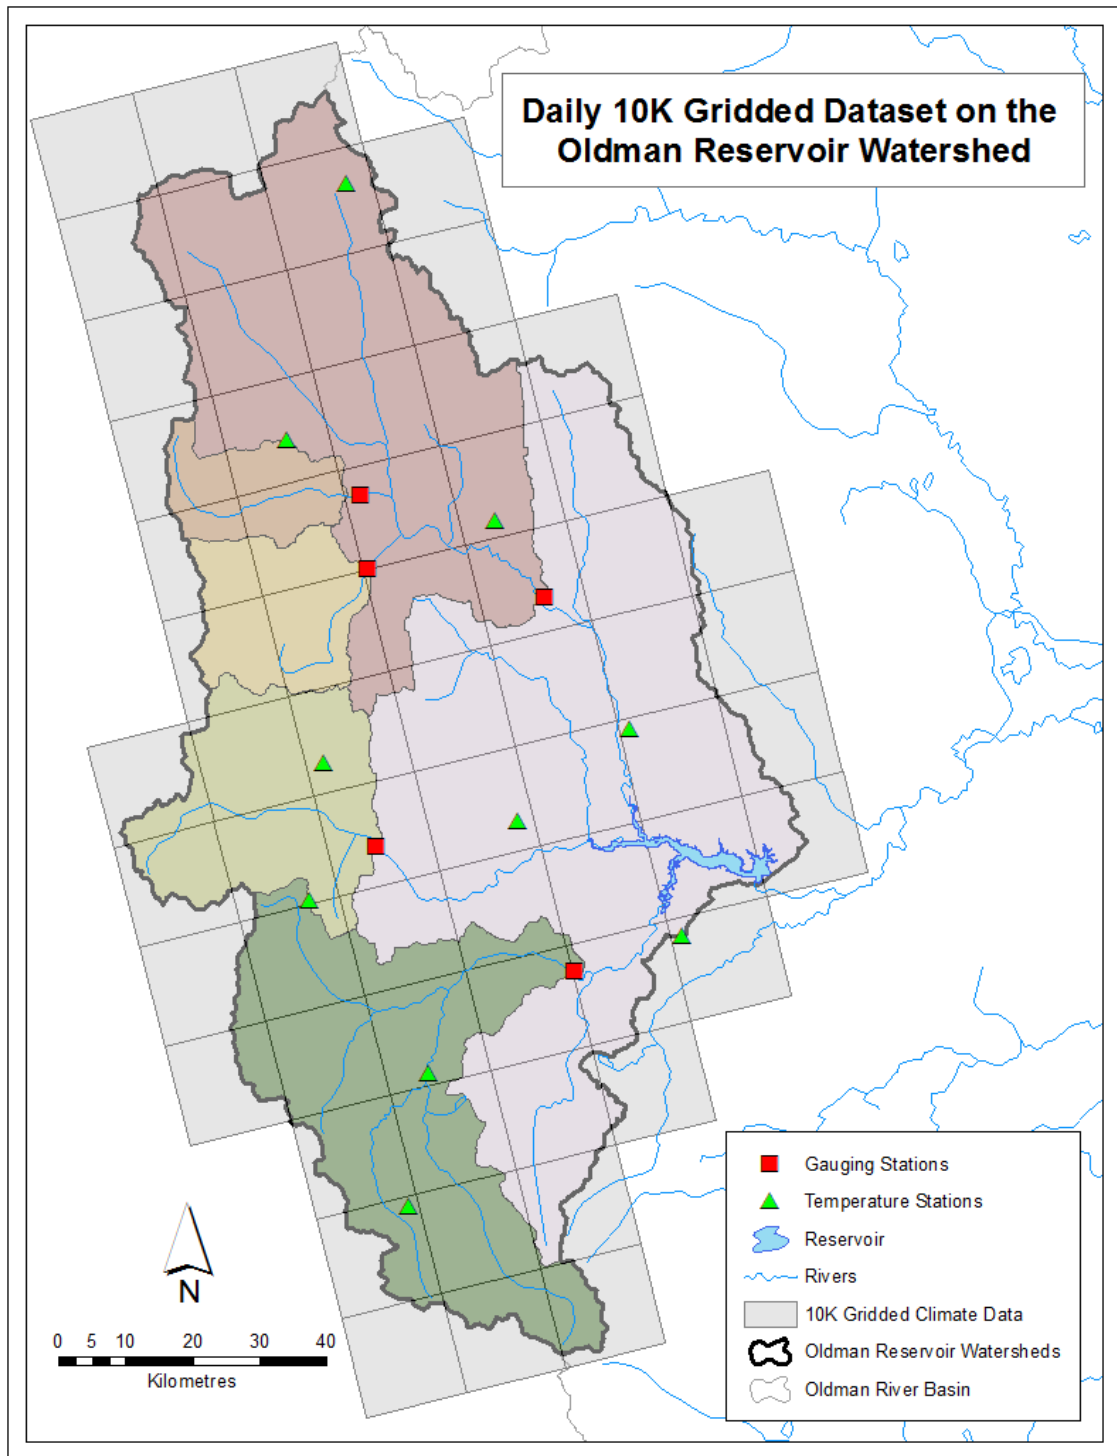 Daily 10K Gridded Dataset on the
Oldman Reservoir Watershed
Gauging Stations
Temperature Stations
Reservoir
Rivers
10K Gridded Climate Data
Oldman Reservoir Watersheds
Oldman River Basin
N
0 5 10 20 30 40
Kilometres